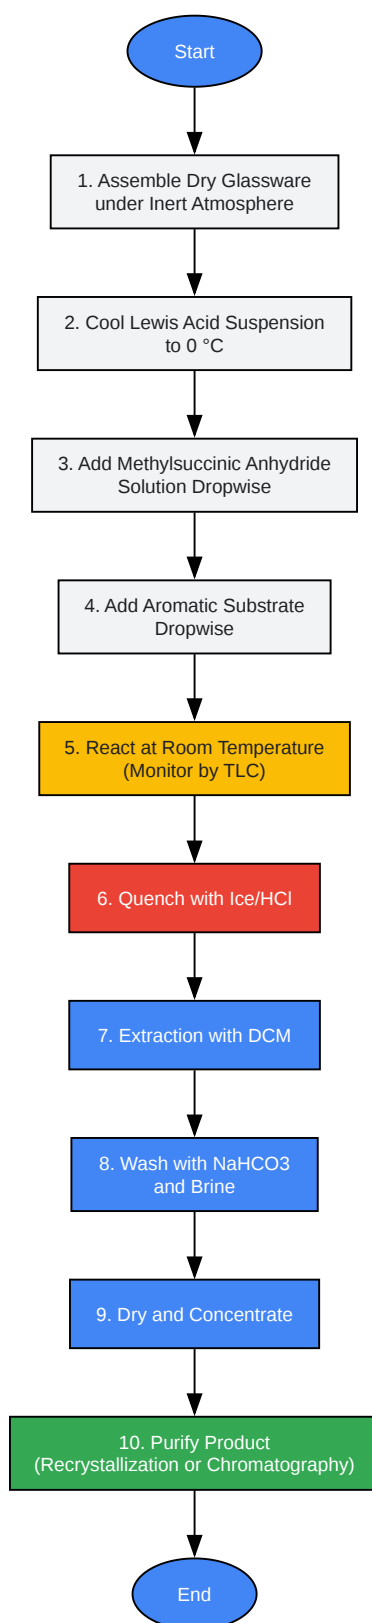 Start
1. Assemble Dry Glassware
under Inert Atmosphere
2. Cool Lewis Acid Suspension
to 0 °C
3. Add Methylsuccinic Anhydride
Solution Dropwise
4. Add Aromatic Substrate
Dropwise
5. React at Room Temperature
(Monitor by TLC)
6. Quench with Ice/HCl
7. Extraction with DCM
8. Wash with NaHCO3
and Brine
9. Dry and Concentrate
10. Purify Product
(Recrystallization or Chromatography)
End